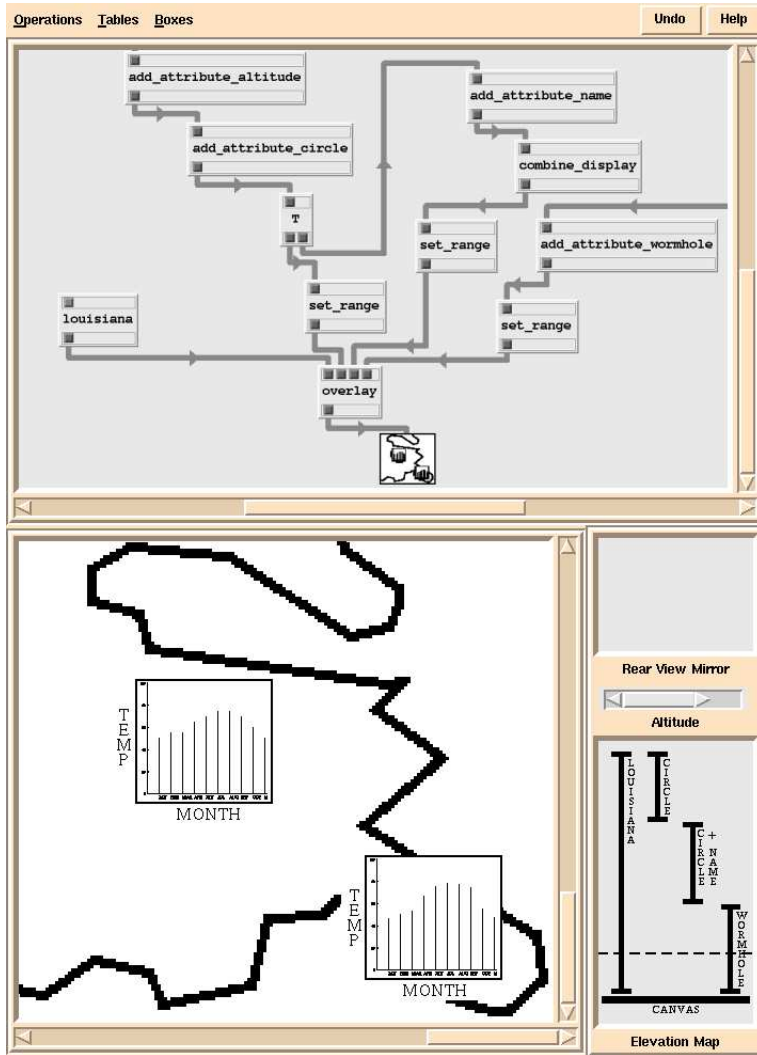 Operations Tables Boxes Undo Help
add_attribute_altitude
add_attribute_name
add_attribute_circle
combine_display
T
set_range
add_attribute_wormhole
set_range
louisiana
set_range
overlay
TEMP
MONTH
TEMP
MONTH
Rear View Mirror
Altitude
LOUISIANA
CIRCLE
CIRCLE
+ NAME
WORMHOLE
CANVAS
Elevation Map